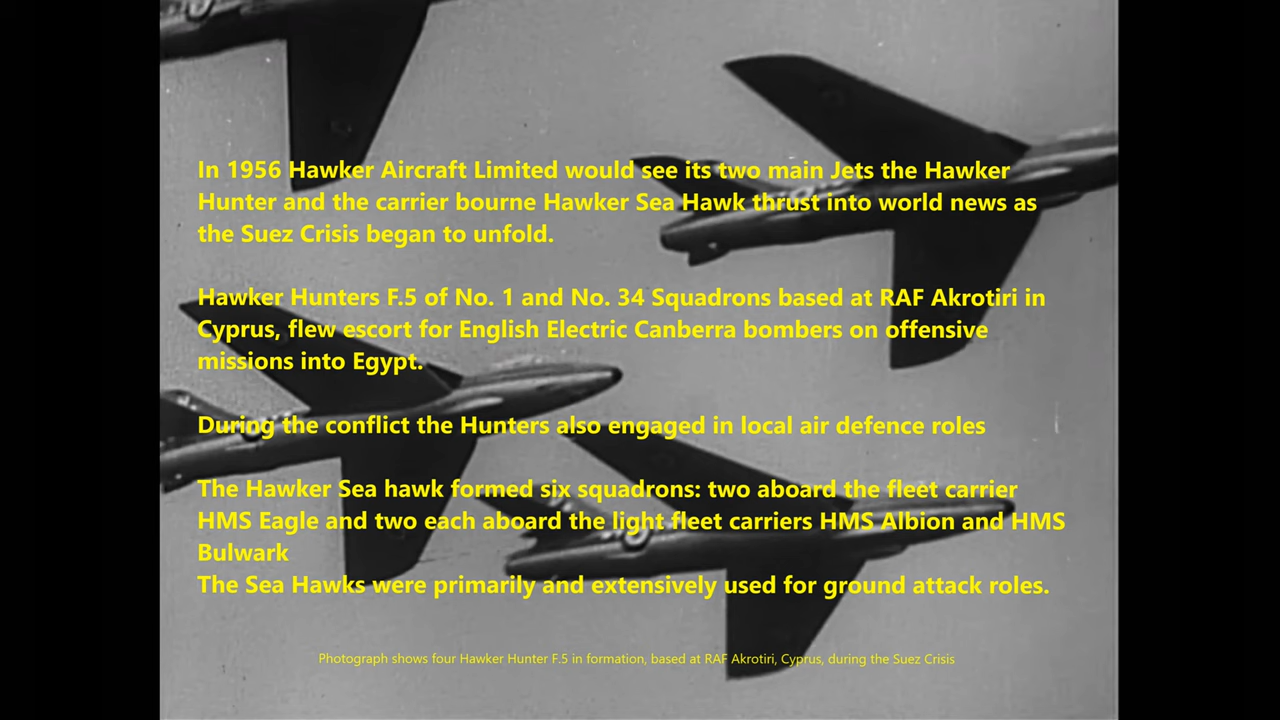 In 1956 Hawker Aircraft Limited would see its two main Jets the Hawker
Hunter and the carrier bourne Hawker Sea Hawk thrust into world news as
the Suez Crisis began to unfold.
Hawker Hunters F.5 of No. 1 and No. 34 Squadrons based at RAF Akrotiri in
Cyprus, flew escort for English Electric Canberra bombers on offensive
missions into Egypt.
During the conflict the Hunters also engaged in local air defence roles
The Hawker Sea hawk formed six squadrons: two aboard the fleet carrier
HMS Eagle and two each aboard the light fleet carriers HMS Albion and HMS
Bulwark
The Sea Hawks were primarily and extensively used for ground attack roles.
Photograph shows four Hawker Hunter F.5 in formation, based at RAF Akrotiri, Cyprus, during the Suez Crisis